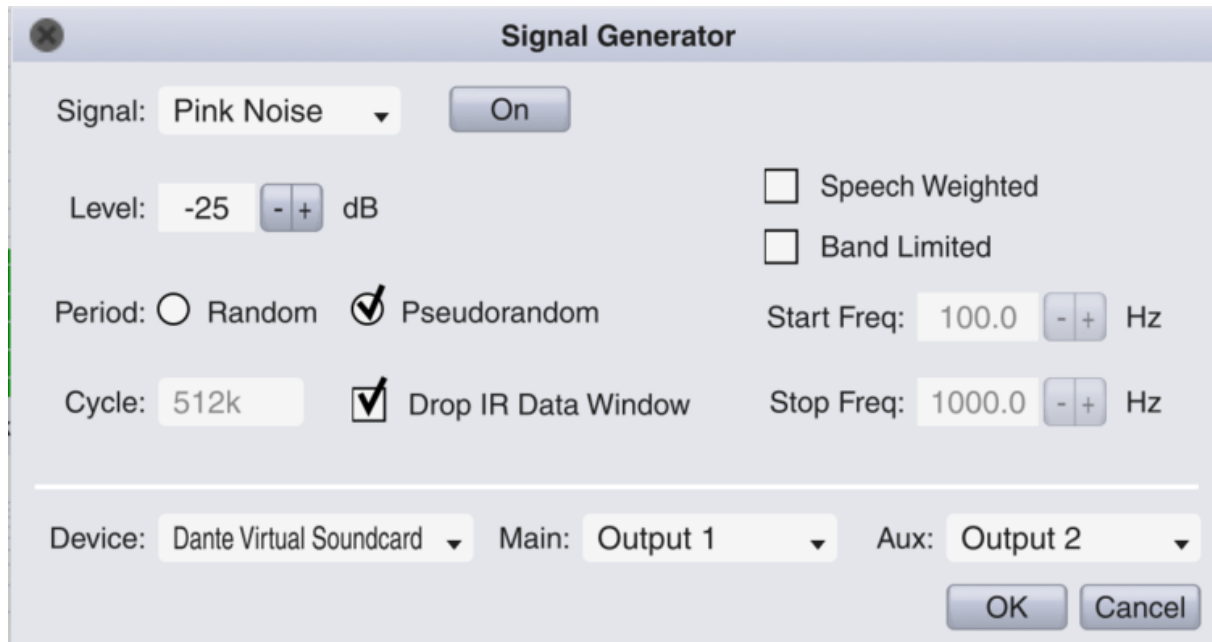 Signal Generator
Signal: Pink Noise On
Level: -25 - + dB
Speech Weighted
Band Limited
Period: Random Pseudorandom
Start Freq: 100.0 - + Hz
Cycle: 512k Drop IR Data Window
Stop Freq: 1000.0 - + Hz
Device: Dante Virtual Soundcard Main: Output 1 Aux: Output 2
OK Cancel